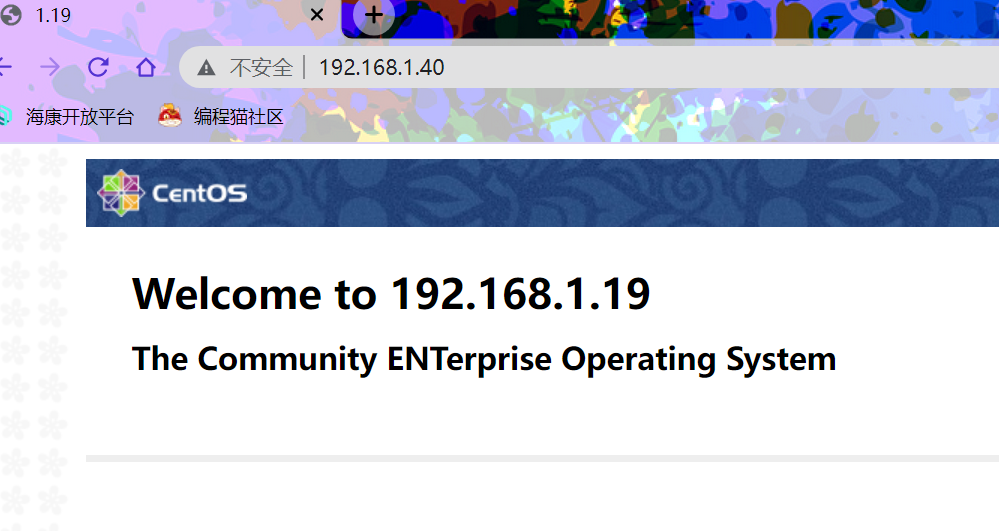 1.19
不安全 192.168.1.40
海康开放平台 编程猫社区
CentOS
Welcome to 192.168.1.19
The Community ENTerprise Operating System